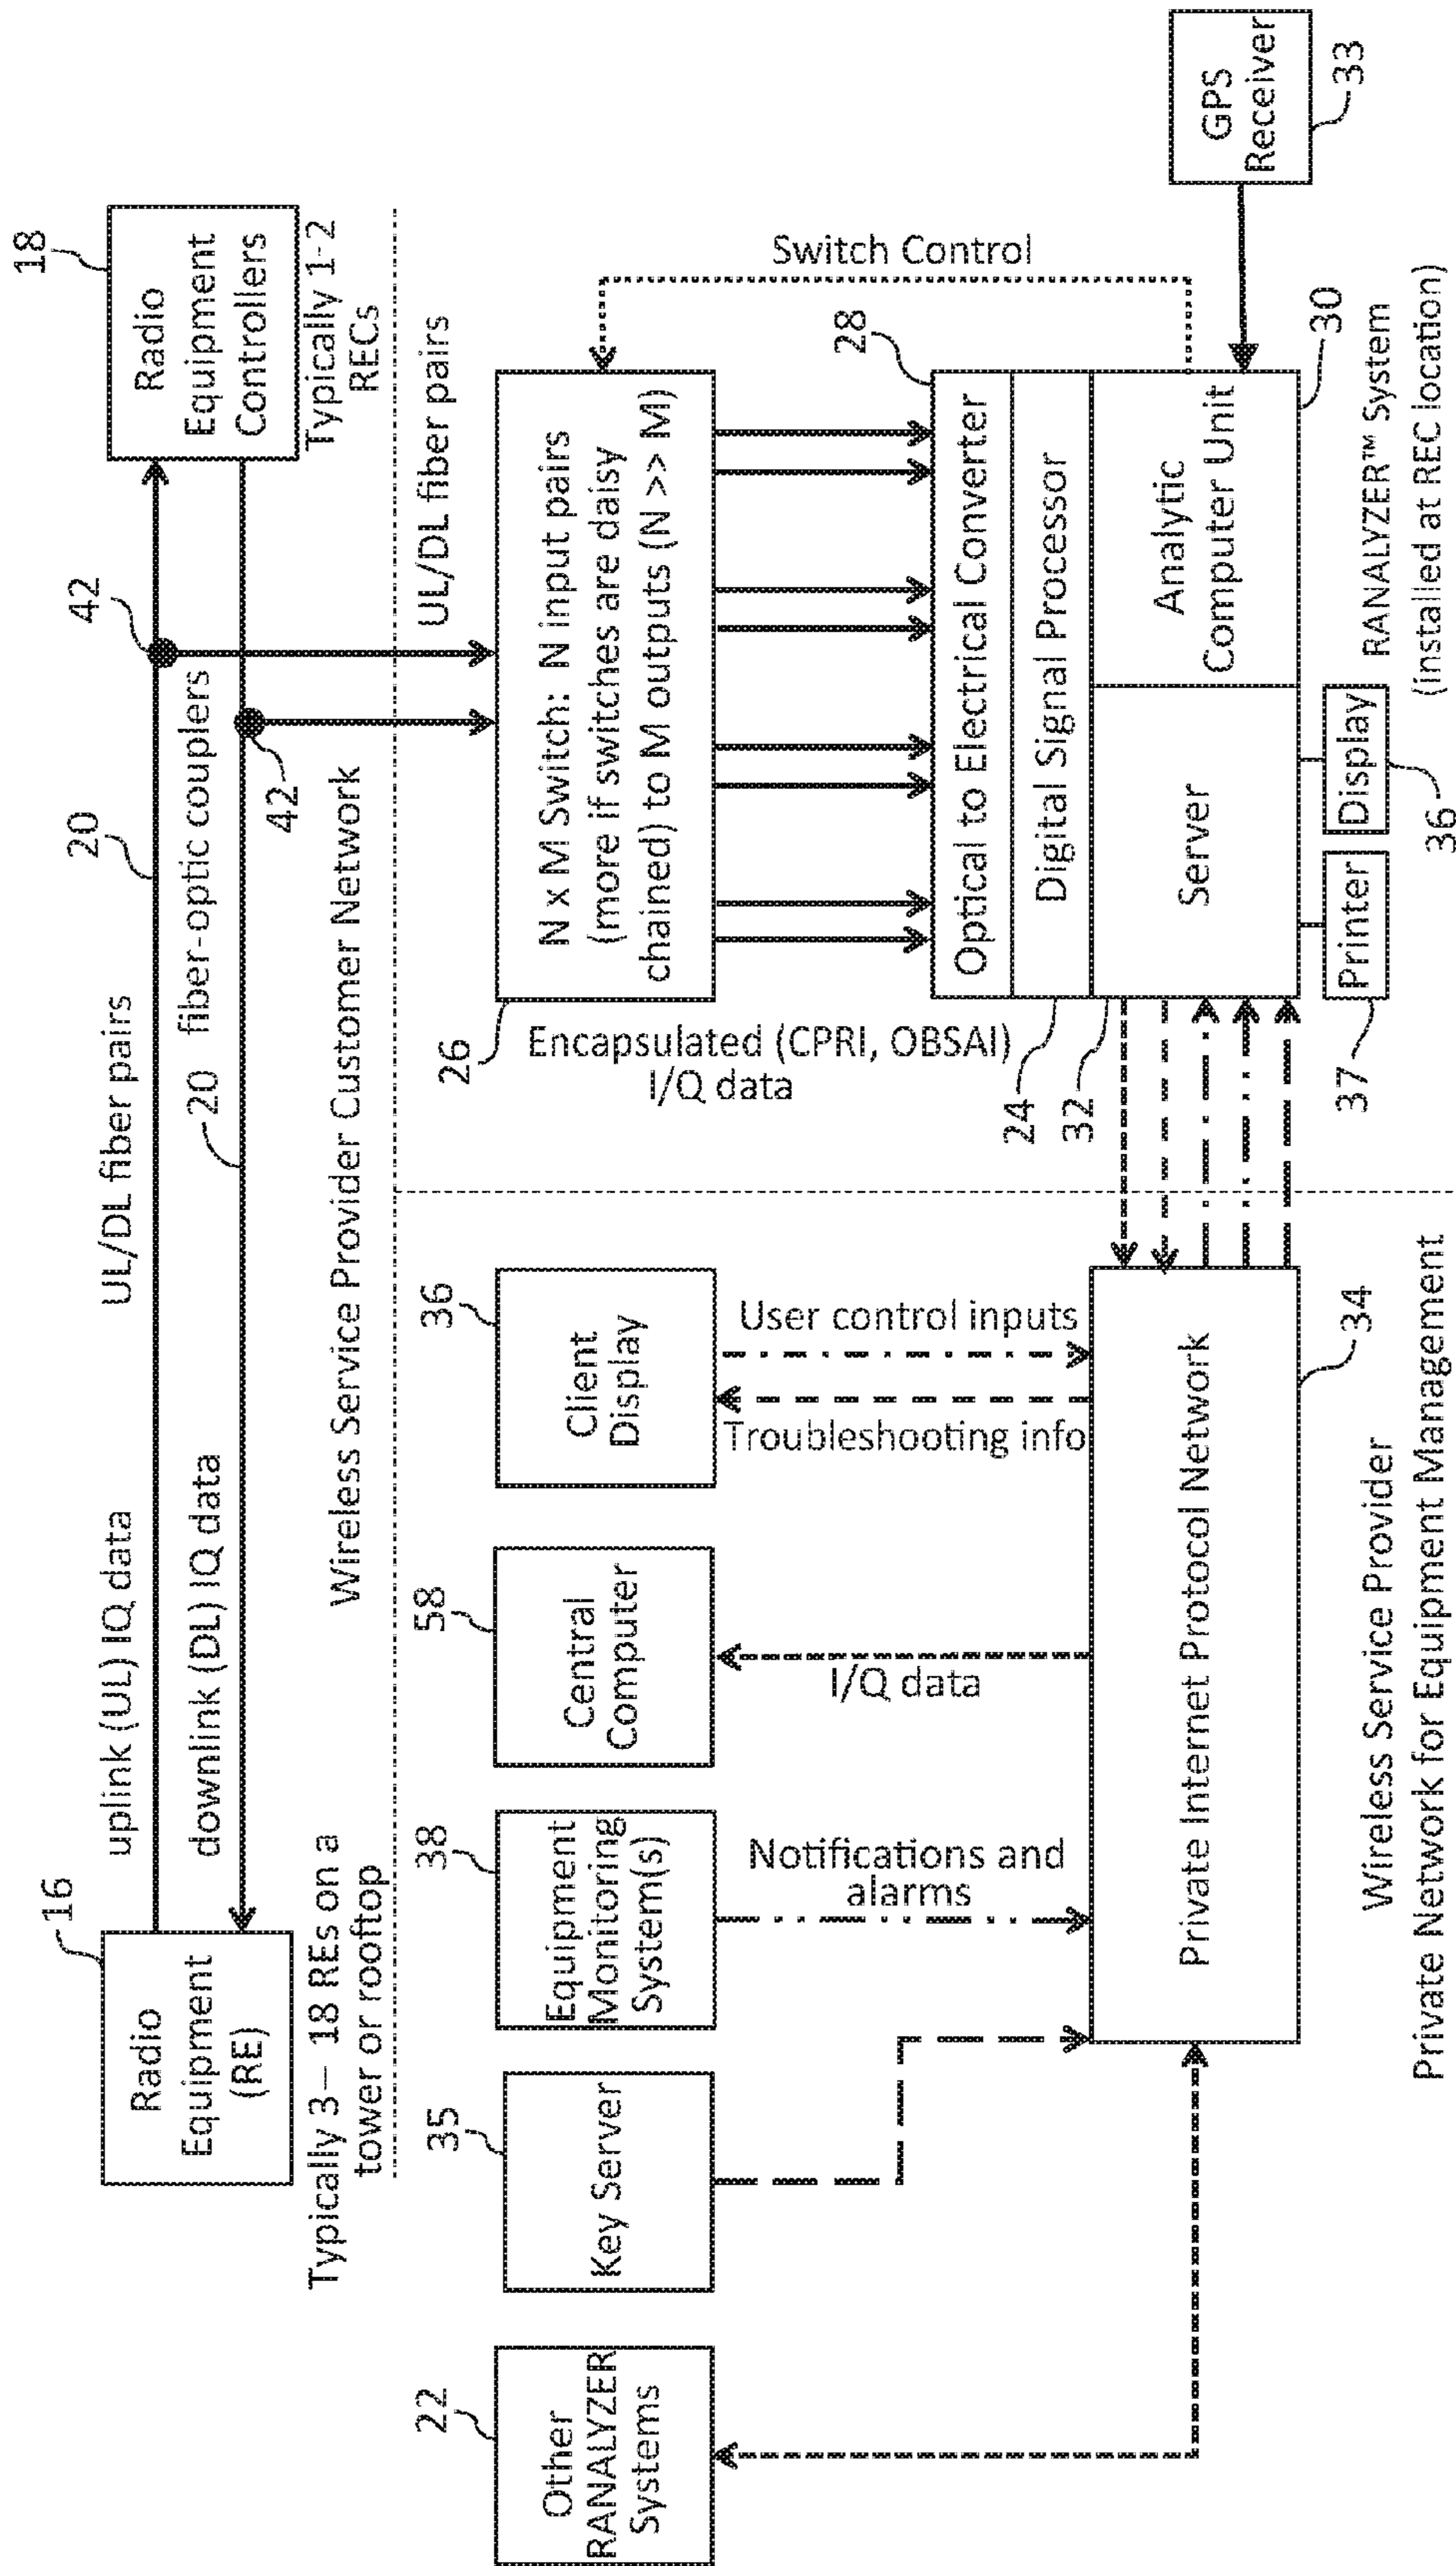 16
Radio
Equipment
(RE)
Typically 3– 18 REs on a
tower or rooftop
uplink (UL) IQ data
downlink (DL) IQ data
UL/DL fiber pairs
20
20
fiber-optic couplers
42
42
18
Radio
Equipment
Controllers
Typically 1-2
RECs
Wireless Service Provider Customer Network
UL/DL fiber pairs
22
Other
RANALYZER
Systems
35
Key Server
38
Equipment
Monitoring
System(s)
Notifications and
alarms
58
Central
Computer
I/Q data
36
Client
Display
User control inputs
Troubleshooting info
Private Internet Protocol Network
34
Wireless Service Provider
Private Network for Equipment Management
26
N x M Switch: N input pairs
(more if switches are daisy
chained) to M outputs (N >> M)
Encapsulated (CPRI, OBSAI)
I/Q data
Switch Control
28
Optical to Electrical Converter
24
Digital Signal Processor
32
Server
Analytic
Computer Unit
30
GPS
Receiver
33
Printer
37
Display
36
RANALYZER™ System
(installed at REC location)